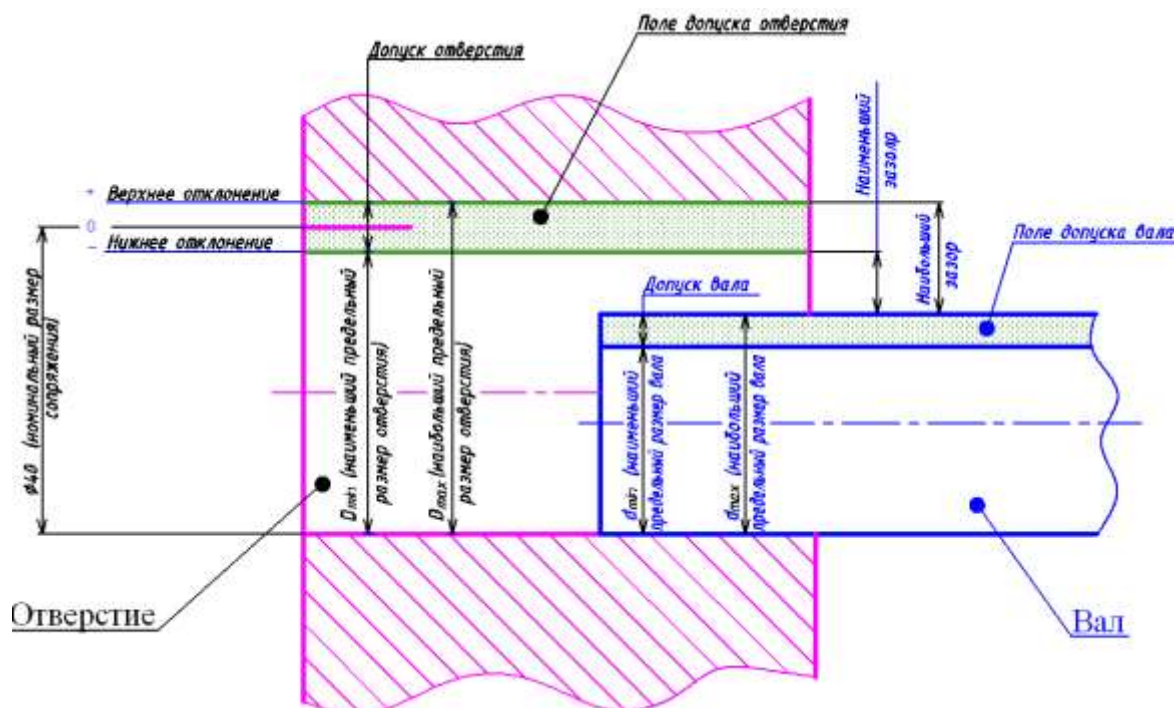 Поле допуска отверстия
Допуск отверстия
Наименьший
зазолр
+
Верхнее отклонение
0
–
Нижнее отклонение
Наибольший
зазор
Поле допуска вала
Допуск вала
⌀40 (номинальный размер
сопряжения)
Dmin (наименьший предельный
размер отверстия)
Dmax (наибольший предельный
размер отверстия)
dmin (наименьший
предельный размер вала
dmax (наибольший
предельный размер вала
Отверстие
Вал